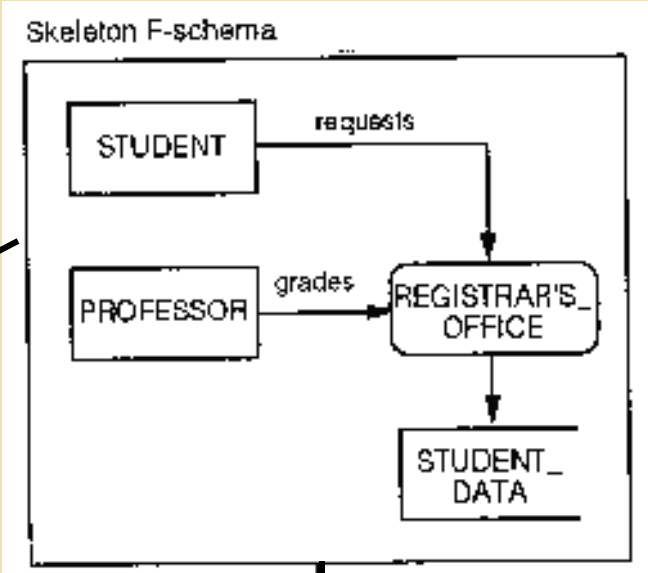 Skeleton F-schema
STUDENT
requests
PROFESSOR
grades
REGISTRAR'S_
OFFICE
STUDENT_
DATA